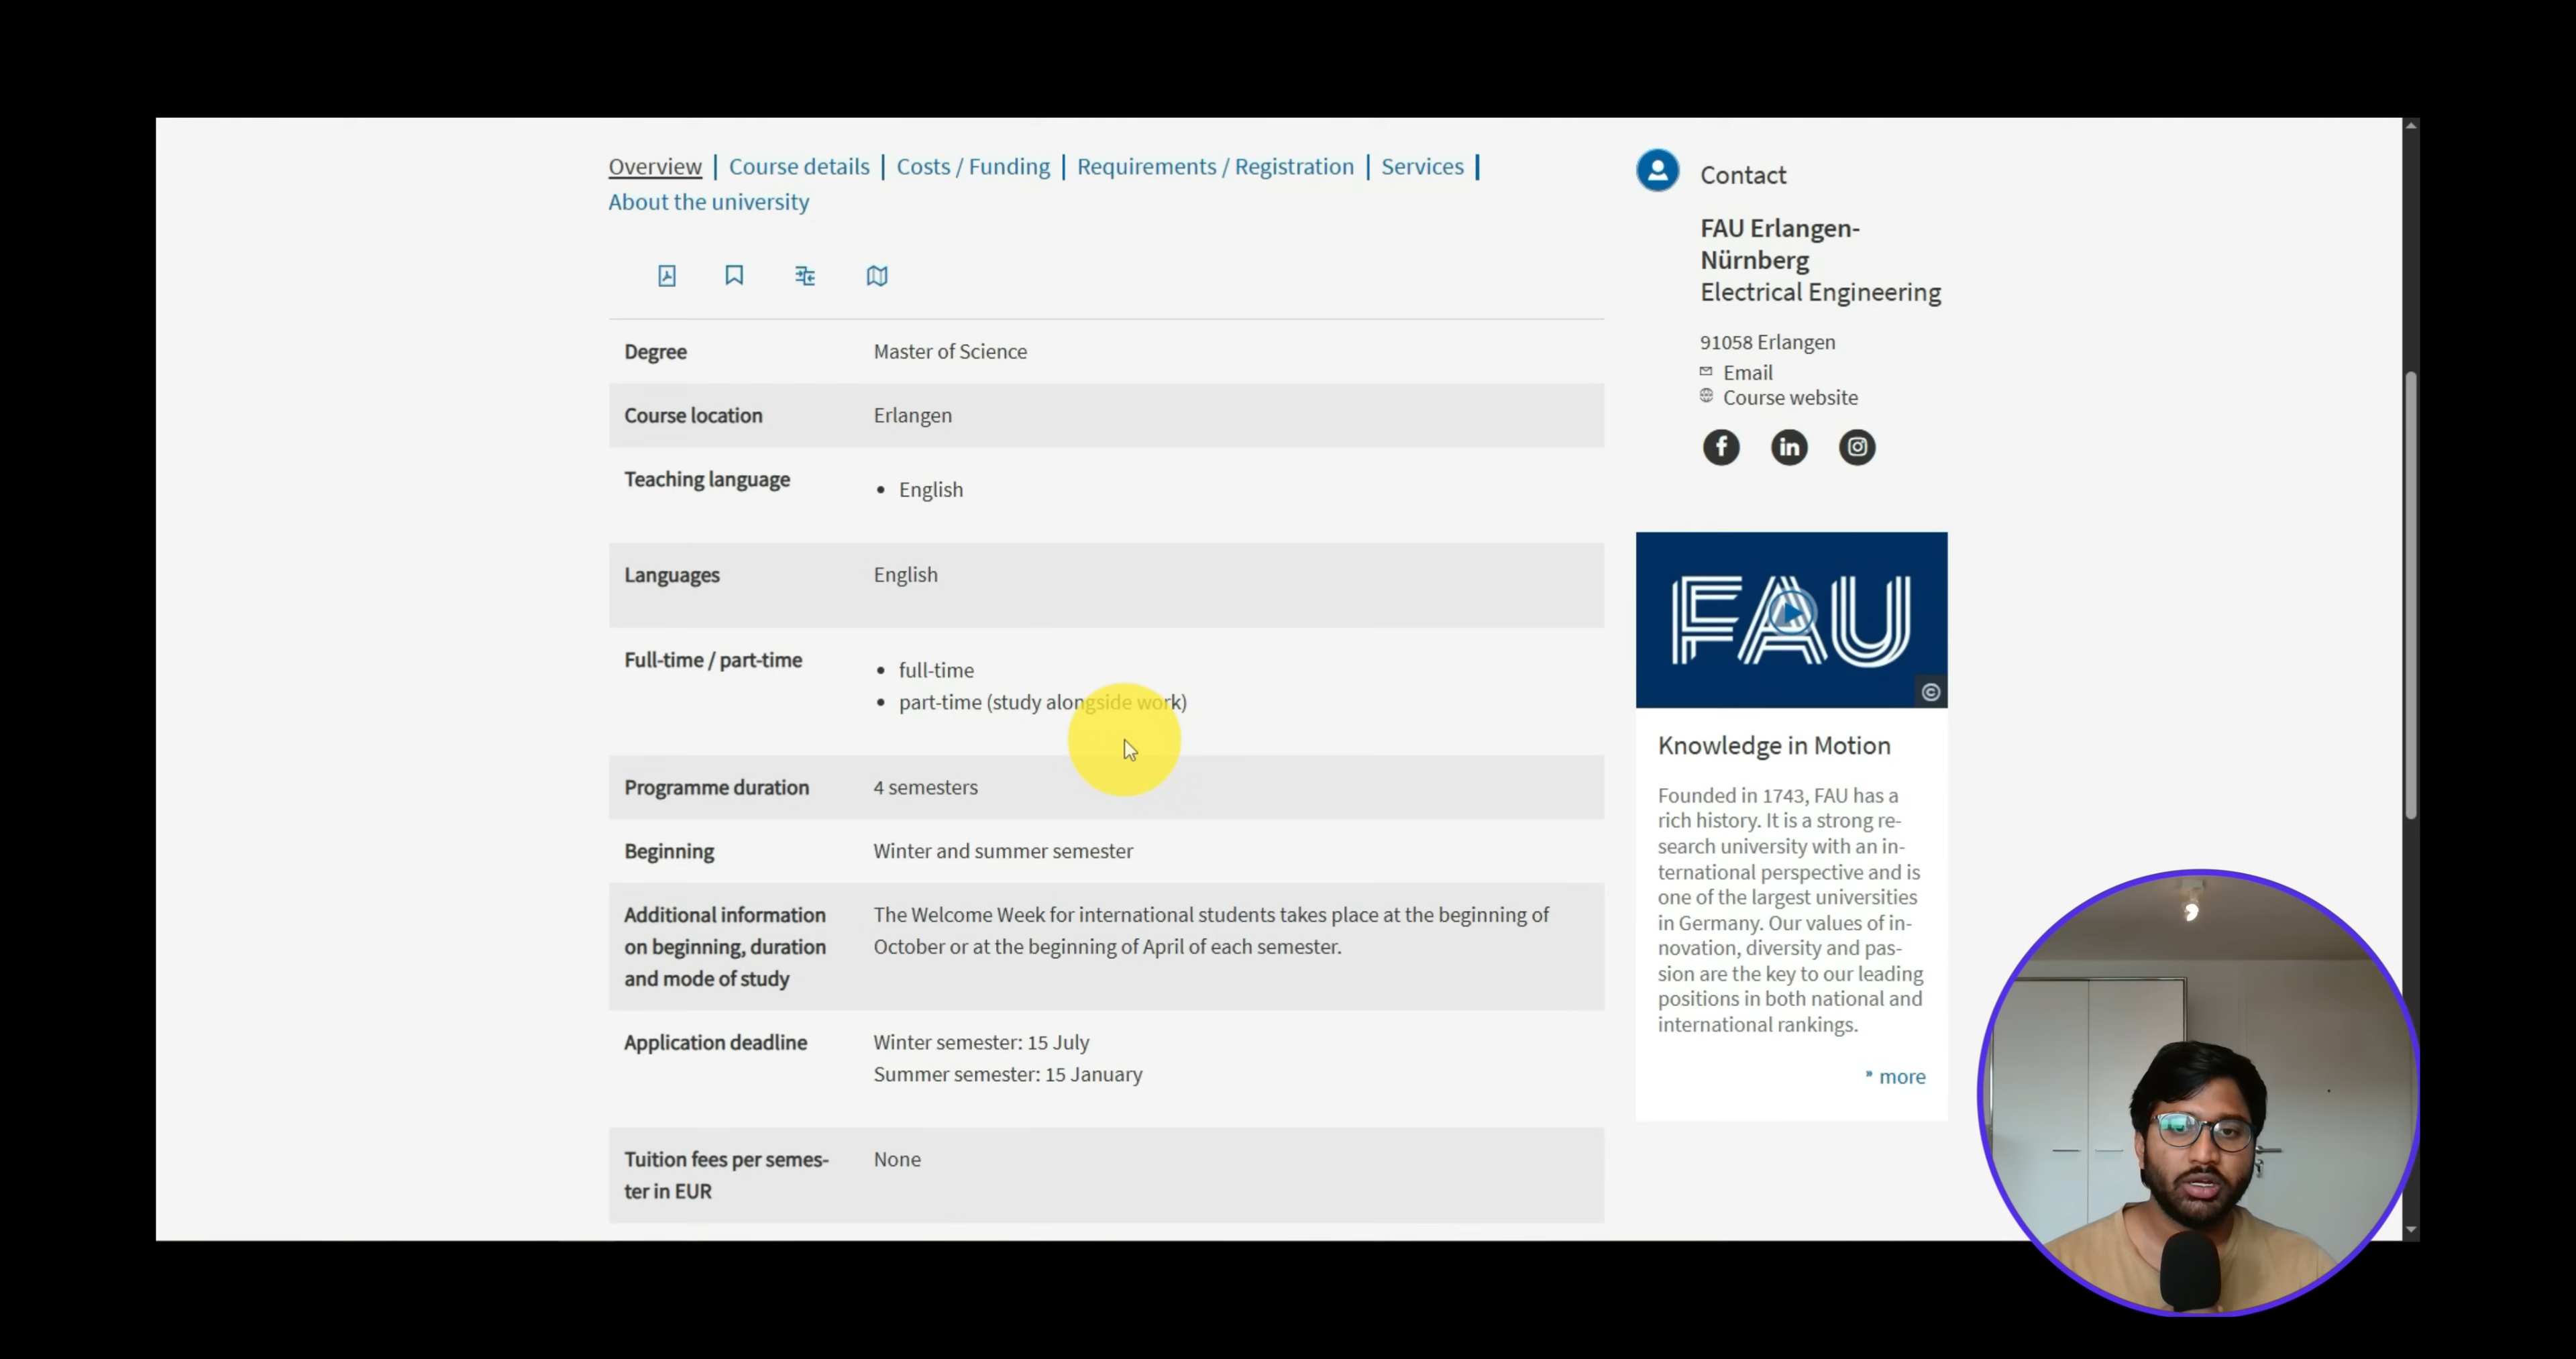 Overview | Course details | Costs / Funding | Requirements / Registration | Services |
About the university
Degree Master of Science
Course location Erlangen
Teaching language • English
Languages English
Full-time / part-time • full-time
• part-time (study alongside work)
Programme duration 4 semesters
Beginning Winter and summer semester
Additional information The Welcome Week for international students takes place at the beginning of
on beginning, duration October or at the beginning of April of each semester.
and mode of study
Application deadline Winter semester: 15 July
Summer semester: 15 January
Tuition fees per semes- None
ter in EUR
Contact
FAU Erlangen-
Nürnberg
Electrical Engineering
91058 Erlangen
Email
Course website
f in
FAU
©
Knowledge in Motion
Founded in 1743, FAU has a
rich history. It is a strong re-
search university with an in-
ternational perspective and is
one of the largest universities
in Germany. Our values of in-
novation, diversity and pas-
sion are the key to our leading
positions in both national and
international rankings.
more